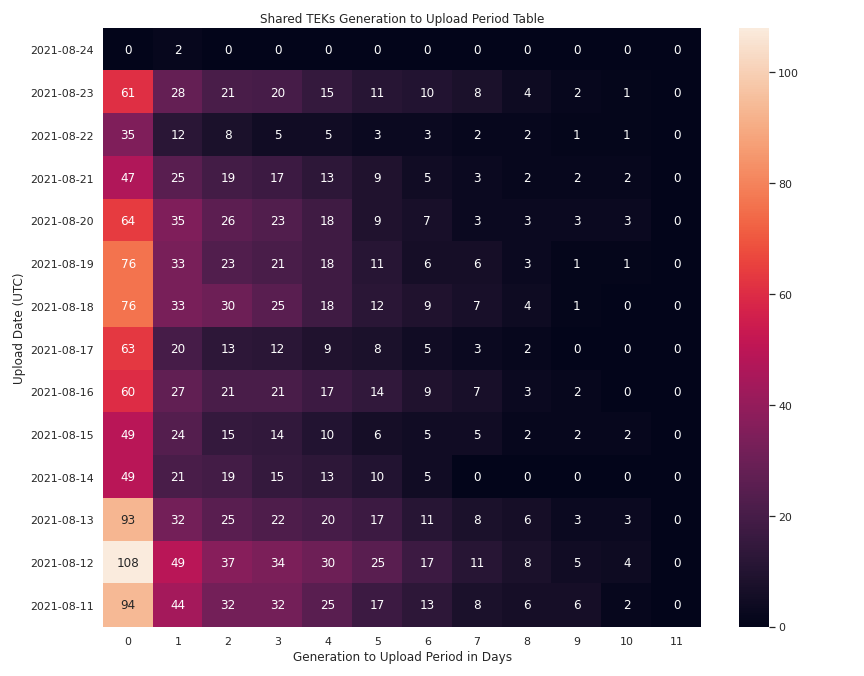 Shared TEKs Generation to Upload Period Table
Upload Date (UTC)
2021-08-24 0 2 0 0 0 0 0 0 0 0 0 0
2021-08-23 61 28 21 20 15 11 10 8 4 2 1 0
2021-08-22 35 12 8 5 5 3 3 2 2 1 1 0
2021-08-21 47 25 19 17 13 9 5 3 2 2 2 0
2021-08-20 64 35 26 23 18 9 7 3 3 3 3 0
2021-08-19 76 33 23 21 18 11 6 6 3 1 1 0
2021-08-18 76 33 30 25 18 12 9 7 4 1 0 0
2021-08-17 63 20 13 12 9 8 5 3 2 0 0 0
2021-08-16 60 27 21 21 17 14 9 7 3 2 0 0
2021-08-15 49 24 15 14 10 6 5 5 2 2 2 0
2021-08-14 49 21 19 15 13 10 5 0 0 0 0 0
2021-08-13 93 32 25 22 20 17 11 8 6 3 3 0
2021-08-12 108 49 37 34 30 25 17 11 8 5 4 0
2021-08-11 94 44 32 32 25 17 13 8 6 6 2 0
0 1 2 3 4 5 6 7 8 9 10 11
Generation to Upload Period in Days
100
80
60
40
20
0